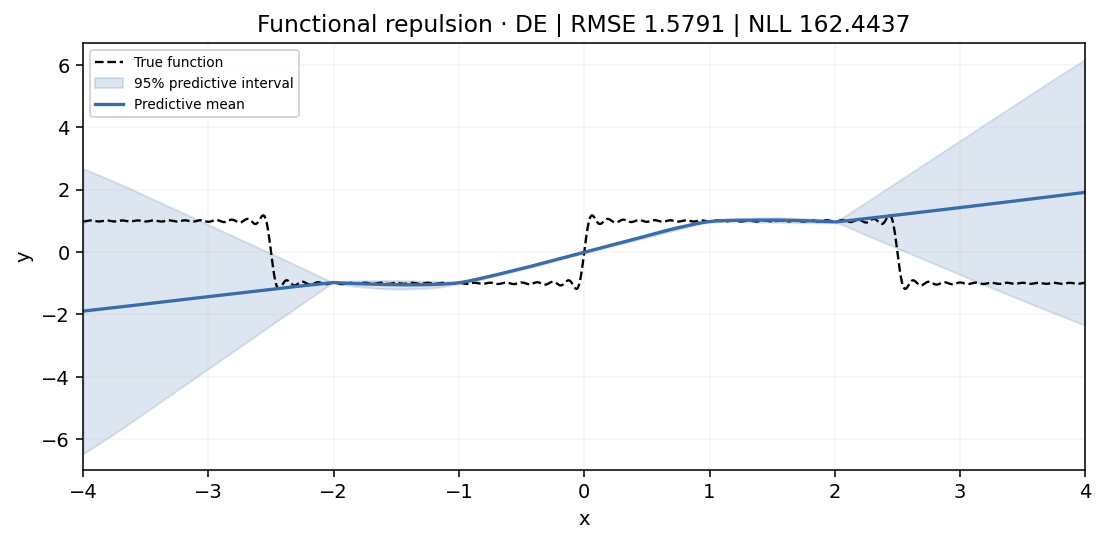 Functional repulsion · DE | RMSE 1.5791 | NLL 162.4437
True function
95% predictive interval
Predictive mean
6
4
2
0
−2
−4
−6
y
−4 −3 −2 −1 0 1 2 3 4
x